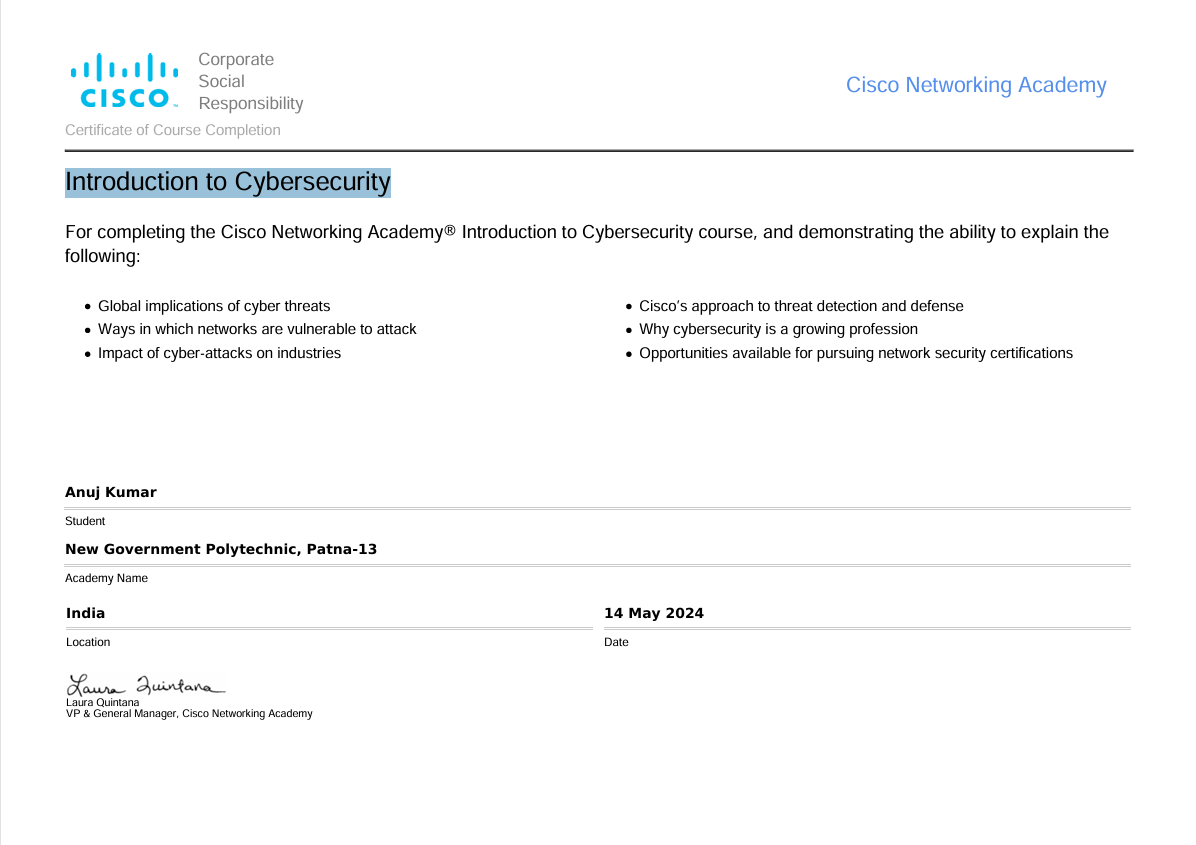 CISCO™
Corporate
Social
Responsibility
Cisco Networking Academy
Certificate of Course Completion
Introduction to Cybersecurity
For completing the Cisco Networking Academy® Introduction to Cybersecurity course, and demonstrating the ability to explain the
following:
• Global implications of cyber threats
• Ways in which networks are vulnerable to attack
• Impact of cyber-attacks on industries
• Cisco’s approach to threat detection and defense
• Why cybersecurity is a growing profession
• Opportunities available for pursuing network security certifications
Anuj Kumar
Student
New Government Polytechnic, Patna-13
Academy Name
India
Location
14 May 2024
Date
Laura Quintana
Laura Quintana
VP & General Manager, Cisco Networking Academy